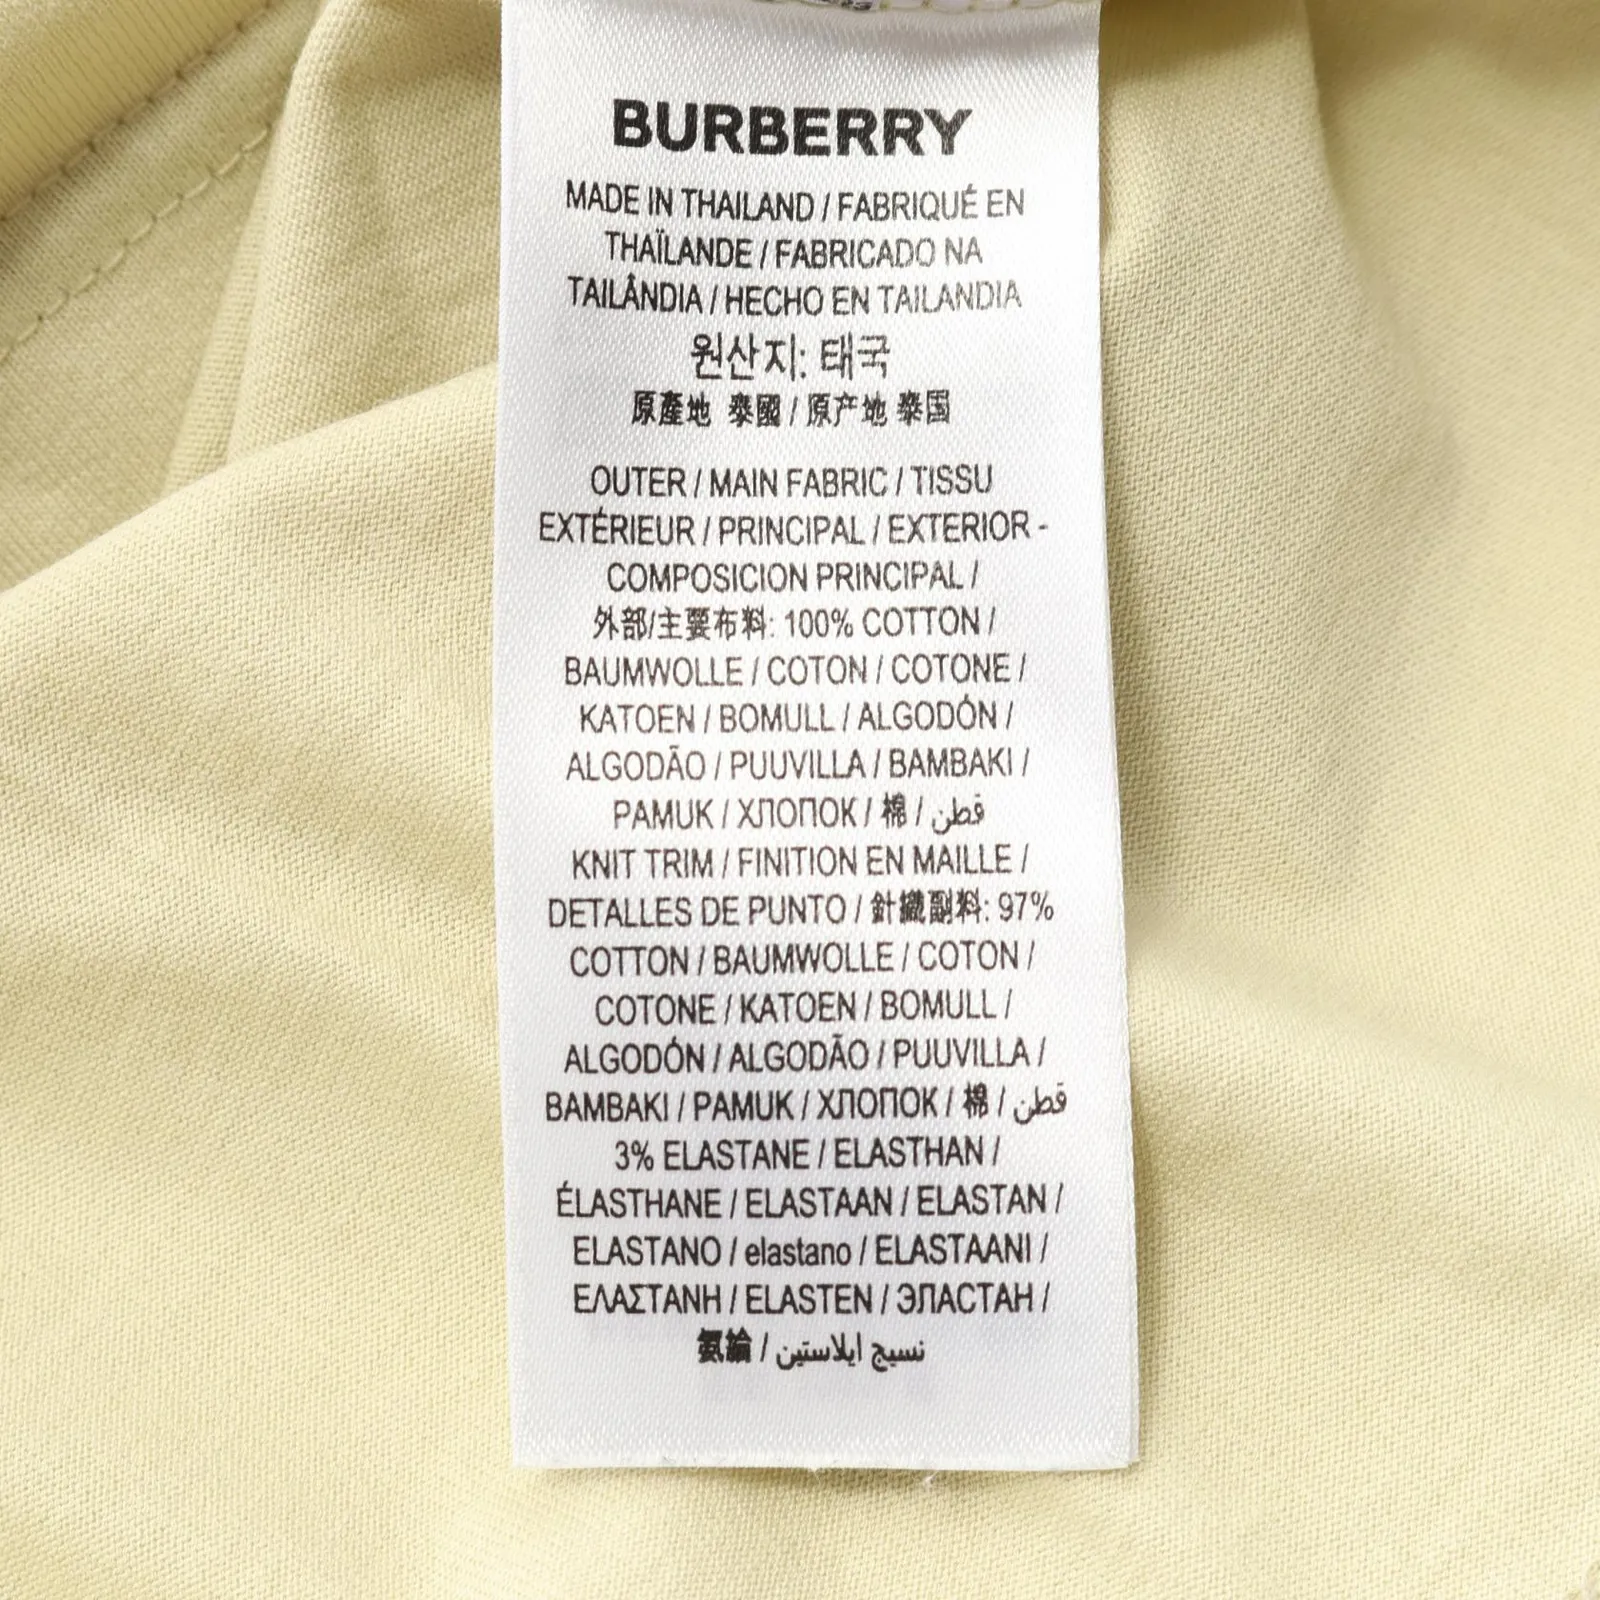 BURBERRY
MADE IN THAILAND / FABRIQUÉ EN
THAÏLANDE / FABRICADO NA
TAILÂNDIA / HECHO EN TAILANDIA
원산지: 태국
原產地 泰國 / 原产地 泰国
OUTER / MAIN FABRIC / TISSU
EXTÉRIEUR / PRINCIPAL / EXTERIOR -
COMPOSICION PRINCIPAL /
外部/主要布料: 100% COTTON /
BAUMWOLLE / COTON / COTONE /
KATOEN / BOMULL / ALGODÓN /
ALGODÃO / PUUVILLA / BAMBAKI /
PAMUK / ХЛОПОК / 棉 / قطن
KNIT TRIM / FINITION EN MAILLE /
DETALLES DE PUNTO / 針織副料: 97%
COTTON / BAUMWOLLE / COTON /
COTONE / KATOEN / BOMULL /
ALGODÓN / ALGODÃO / PUUVILLA /
BAMBAKI / PAMUK / ХЛОПОК / 棉 / قطن
3% ELASTANE / ELASTHAN /
ÉLASTHANE / ELASTAAN / ELASTAN /
ELASTANO / elastano / ELASTAANI /
ΕΛΑΣΤΑΝΗ / ELASTEN / ЭЛАСТАН /
氨綸 / نسيج ايلاستين